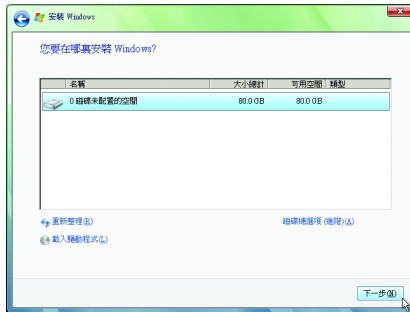 安裝 Windows
您要在哪裏安裝 Windows?
名稱 大小總計 可用空間 類型
0 磁碟未配置的空間 80.0 GB 80.0 GB
重新整理(R) 磁碟機選項 (進階)(A)
載入驅動程式(L)
下一步(N)